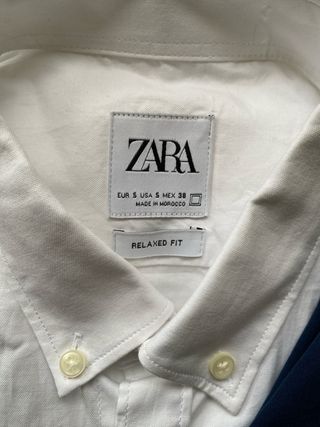 ZARA
EUR S USA S MEX 38
MADE IN MOROCCO
RELAXED FIT